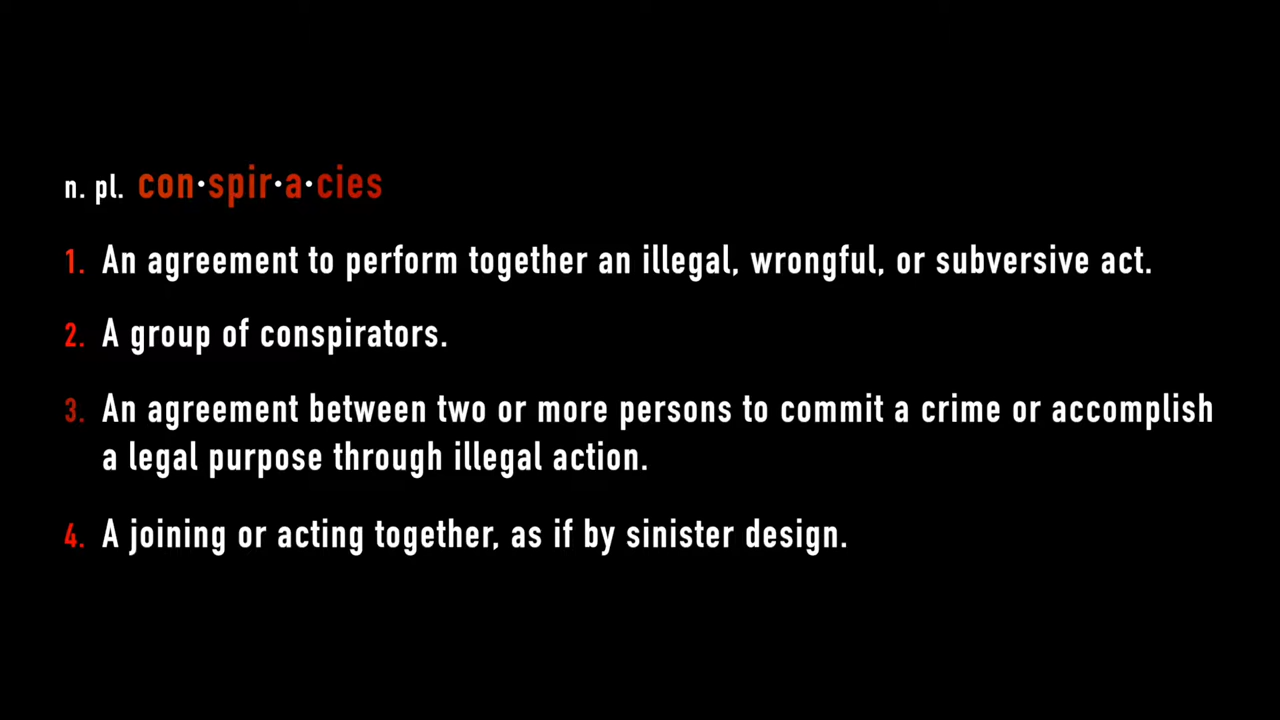 n. pl. con·spir·a·cies
1. An agreement to perform together an illegal, wrongful, or subversive act.
2. A group of conspirators.
3. An agreement between two or more persons to commit a crime or accomplish
a legal purpose through illegal action.
4. A joining or acting together, as if by sinister design.